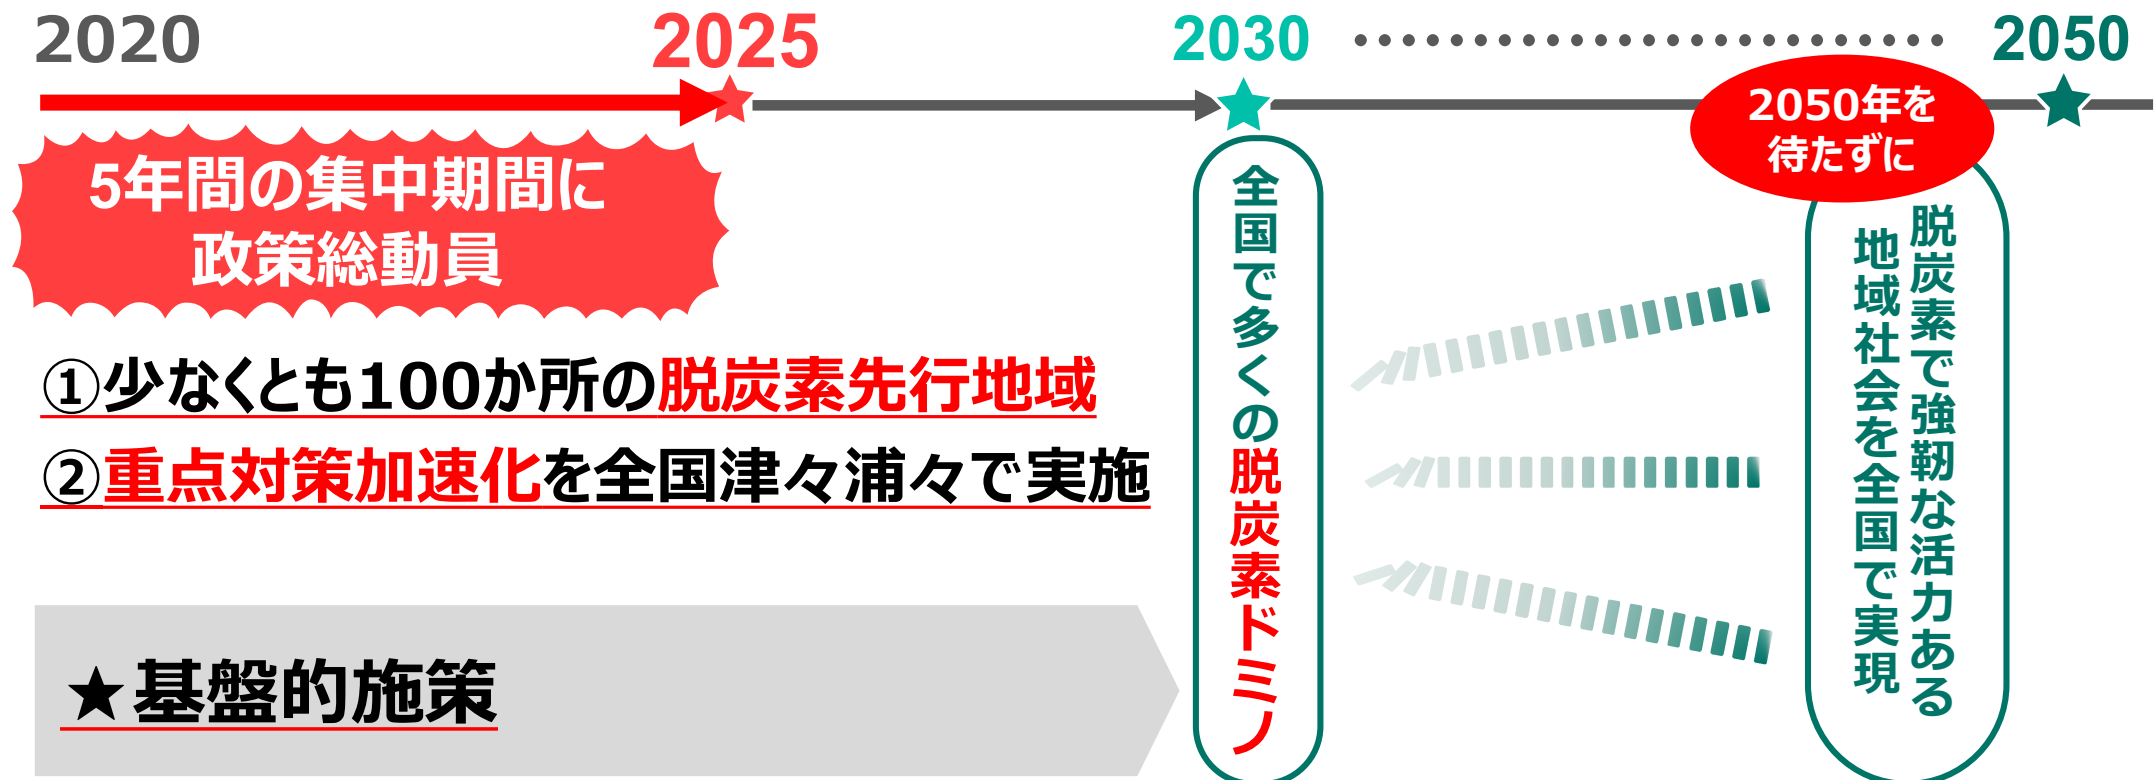 2020
2025
2030
2050
5年間の集中期間に
政策総動員
①少なくとも100か所の脱炭素先行地域
②重点対策加速化を全国津々浦々で実施
★基盤的施策
全国で多くの脱炭素ドミノ
2050年を
待たずに
脱炭素で強靭な活力ある
地域社会を全国で実現